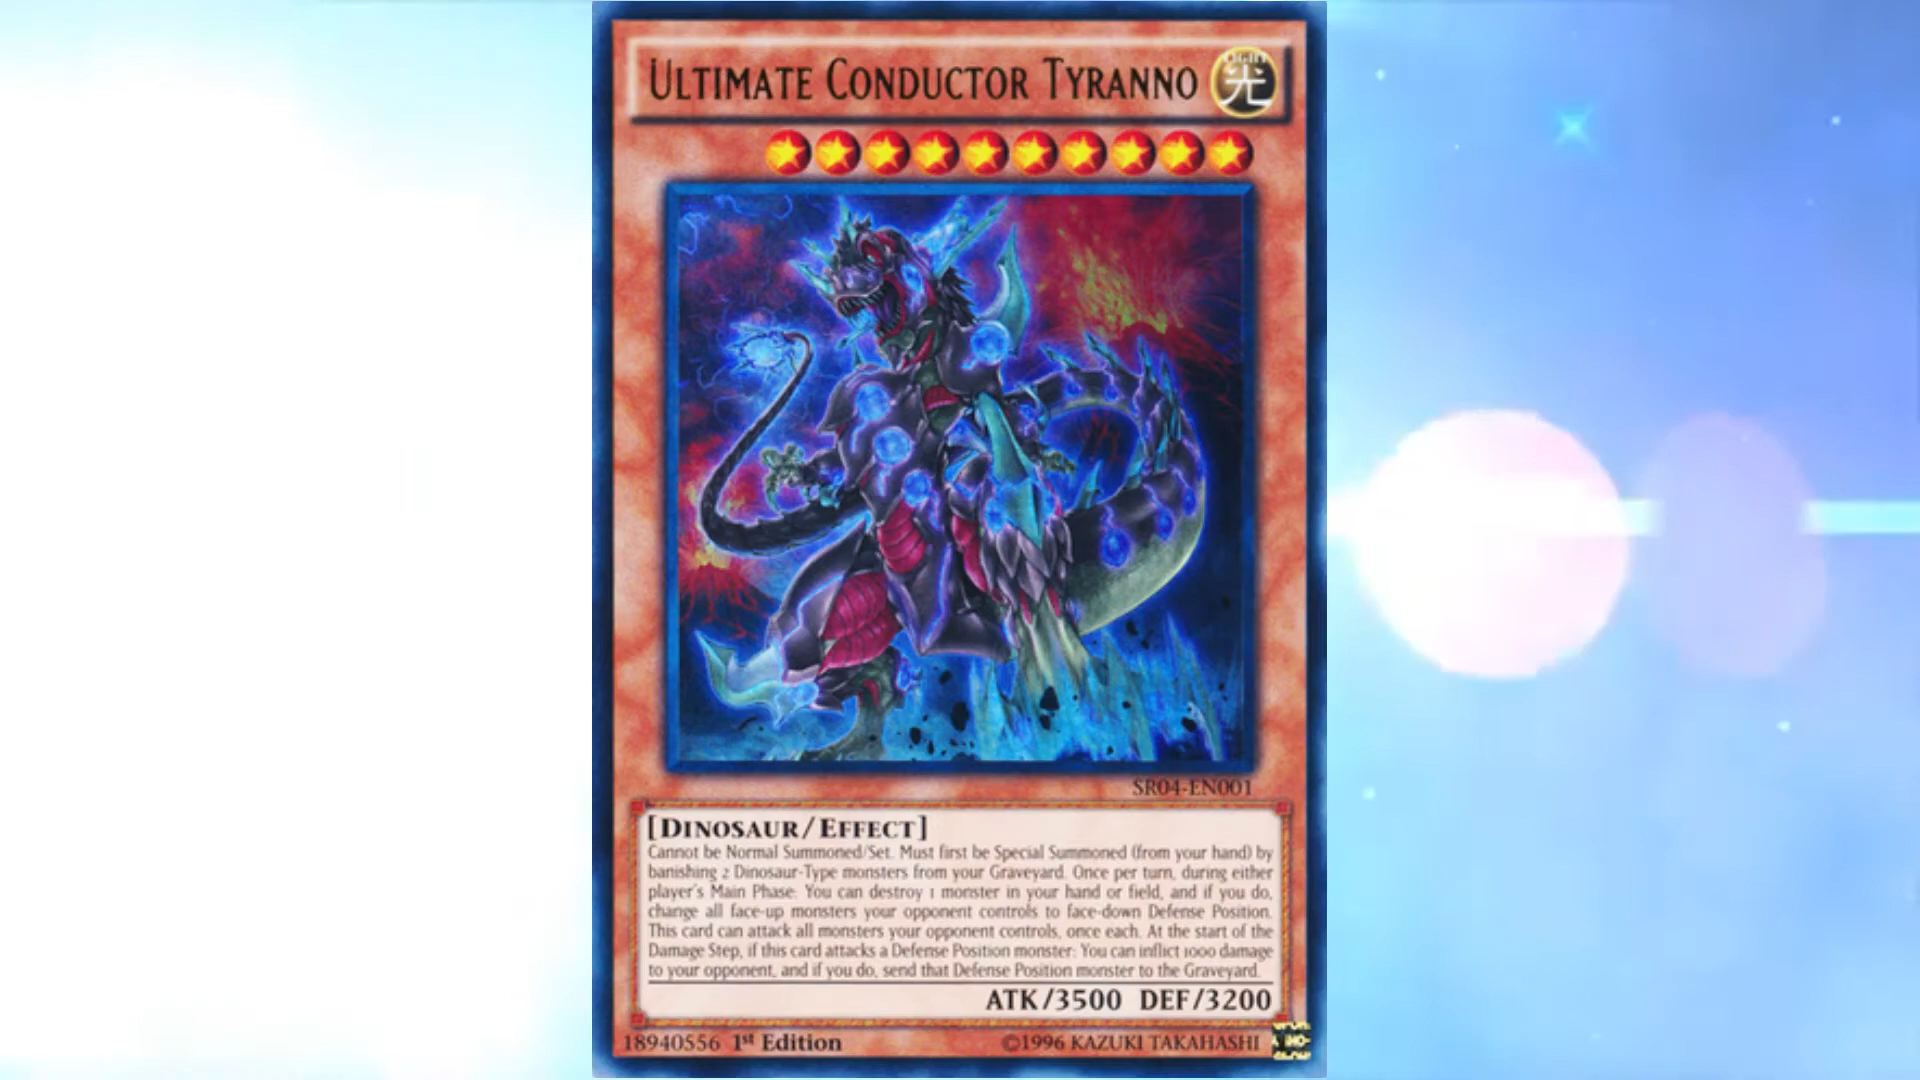 Ultimate Conductor Tyranno
LIGHT
光
SR04-EN001
[Dinosaur/Effect]
Cannot be Normal Summoned/Set. Must first be Special Summoned (from your hand) by
banishing 2 Dinosaur-Type monsters from your Graveyard. Once per turn, during either
player's Main Phase: You can destroy 1 monster in your hand or field, and if you do,
change all face-up monsters your opponent controls to face-down Defense Position.
This card can attack all monsters your opponent controls, once each. At the start of the
Damage Step, if this card attacks a Defense Position monster: You can inflict 1000 damage
to your opponent, and if you do, send that Defense Position monster to the Graveyard.
ATK/3500 DEF/3200
18940556 1st Edition
©1996 KAZUKI TAKAHASHI